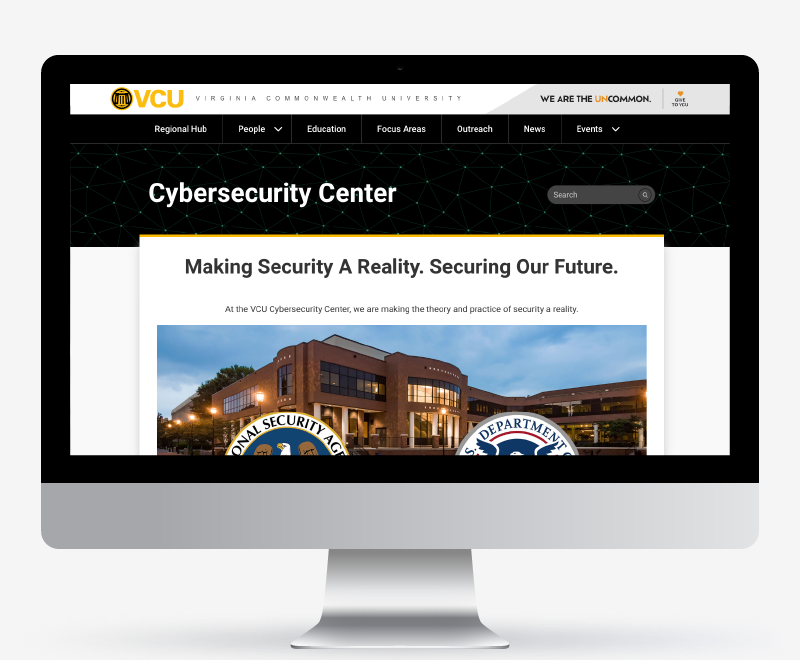 VCU VIRGINIA COMMONWEALTH UNIVERSITY
WE ARE THE UNCOMMON.
GIVE
TO VCU
Regional Hub People Education Focus Areas Outreach News Events
Cybersecurity Center
Search
Making Security A Reality. Securing Our Future.
At the VCU Cybersecurity Center, we are making the theory and practice of security a reality.
ONAL SECURITY AGE
S. DEPARTMENT O